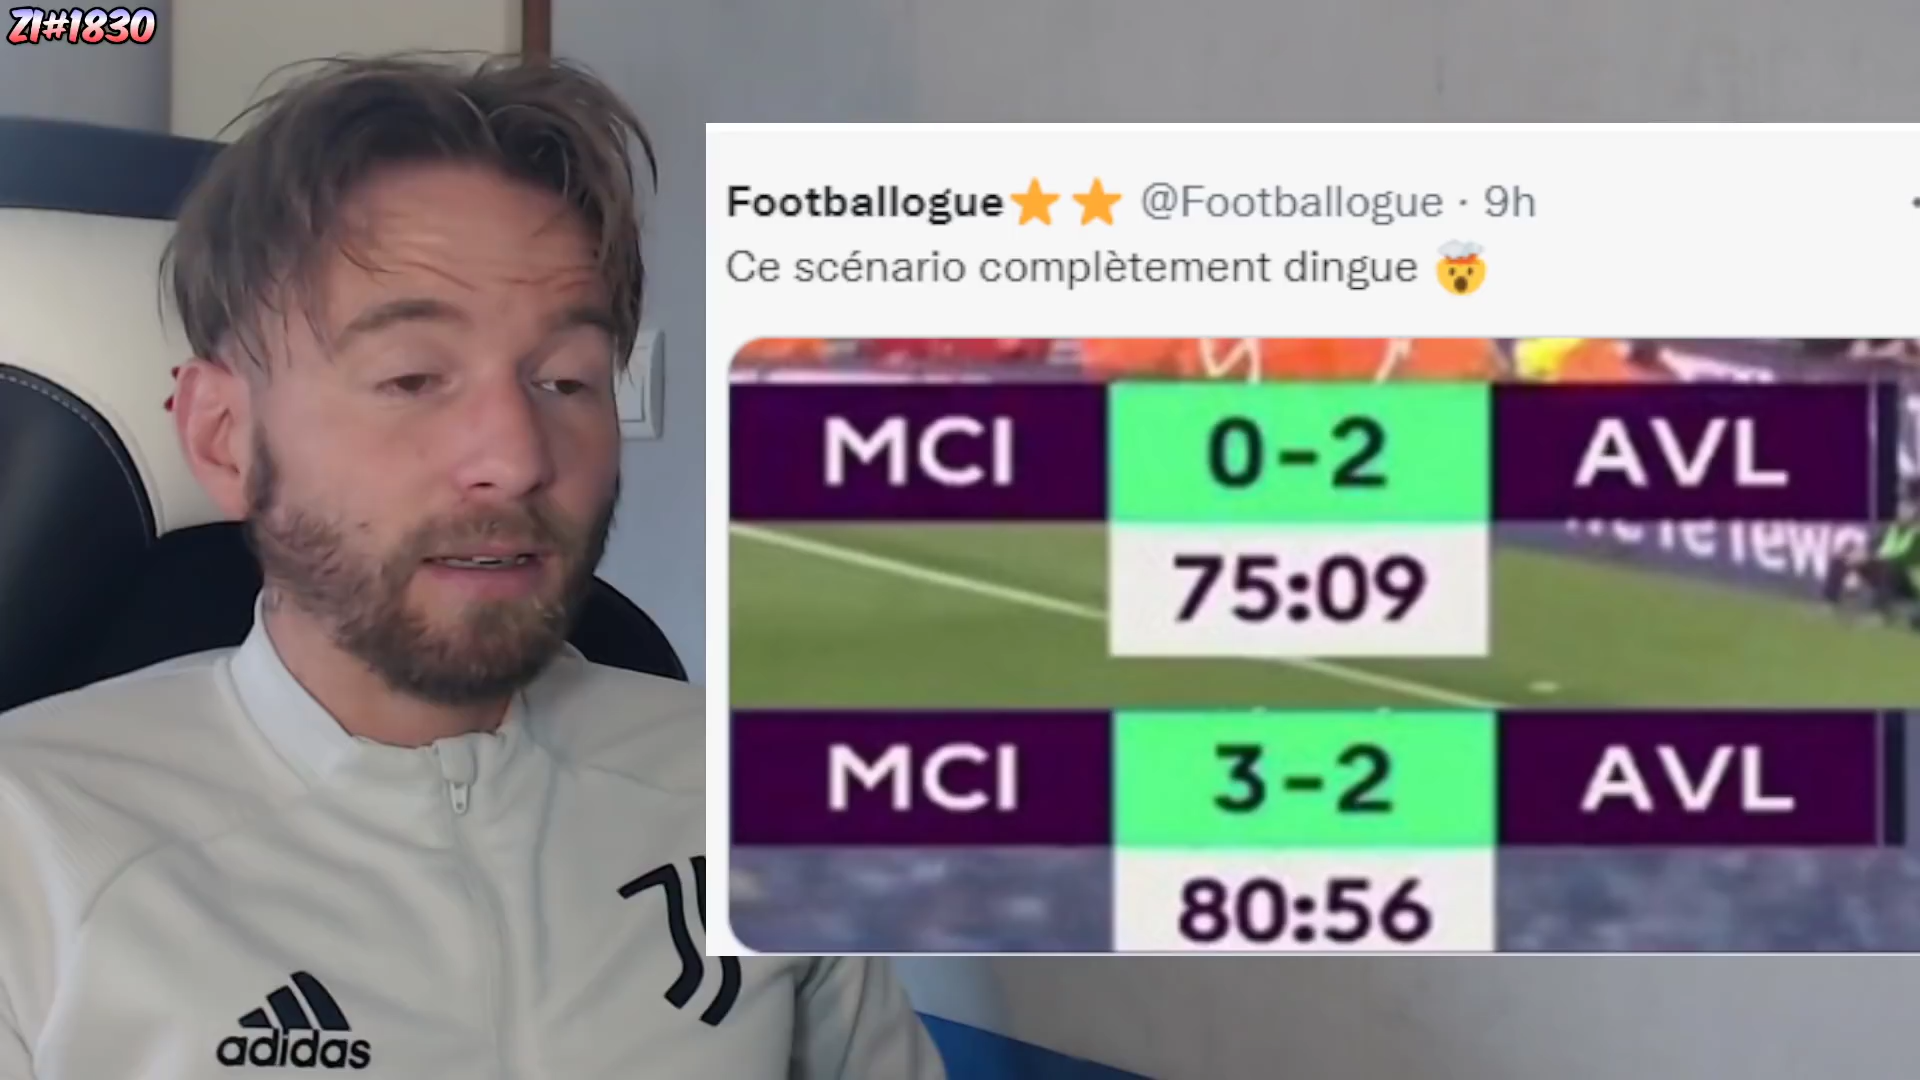 ZI#1830
Footballogue⭐⭐ @Footballogue · 9h
Ce scénario complètement dingue 🤯
MCI 0-2 AVL
75:09
MCI 3-2 AVL
80:56
adidas